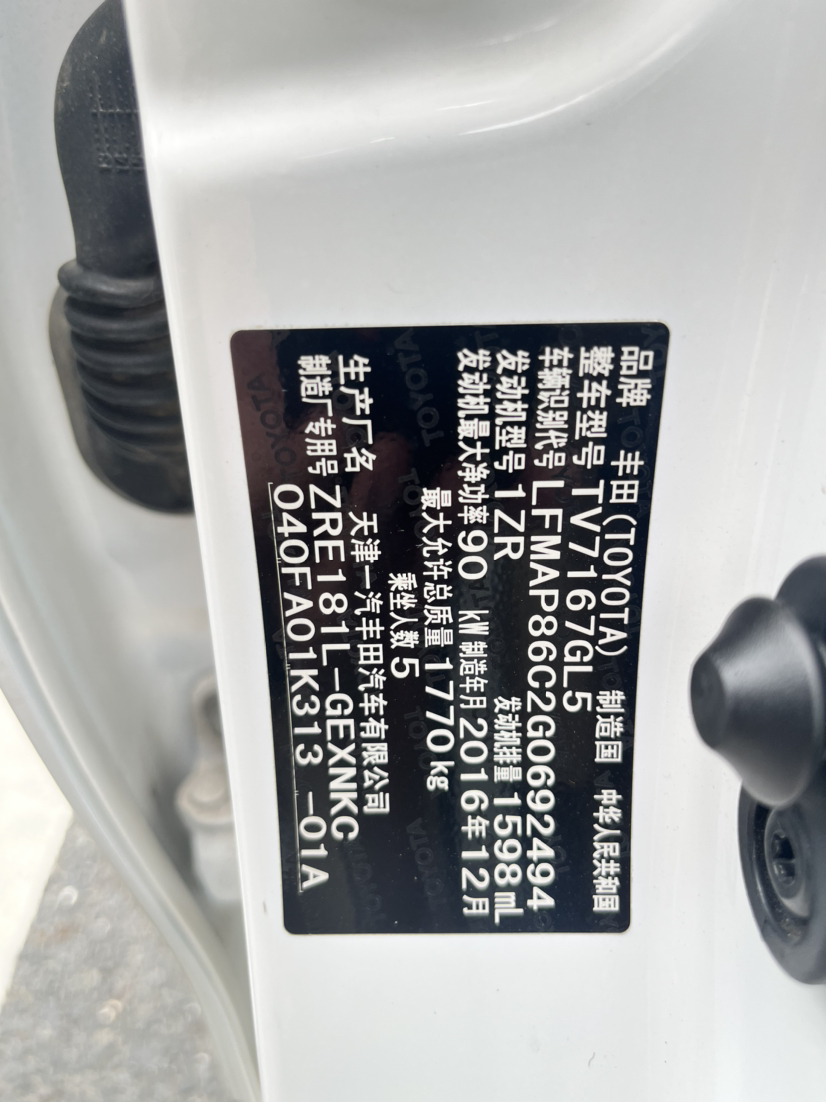 品牌 丰田(TOYOTA) 制造国 中华人民共和国
整车型号 TV7167GL5
车辆识别代号 LFMAP86C2G0692494
发动机型号 1ZR 发动机排量 1598 mL
发动机最大净功率 90 kW 制造年月 2016年12月
最大允许总质量 1770 kg
乘坐人数 5
生产厂名 天津一汽丰田汽车有限公司
制造厂专用号 ZRE181L-GEXNKC
040FA01K313 -01A